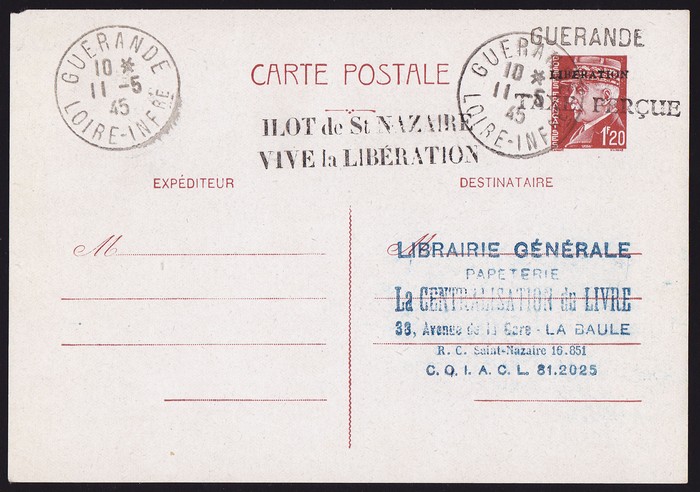 GUERANDE
10 *
11 -5
45
LOIRE-INFRE
CARTE POSTALE
GUERANDE
10 *
11 -5
45
LOIRE-INFRE
GUERANDE
LIBERATION
TAXE PERÇUE
1F20
ILOT de St NAZAIRE
VIVE la LIBÉRATION
EXPÉDITEUR
DESTINATAIRE
M
M
LIBRAIRIE GÉNÉRALE
PAPETERIE
La CENTRALISATION du LIVRE
33, Avenue de la Gare - LA BAULE
R. C. Saint-Nazaire 16.851
C. O. I. A. C. L. 81.2025